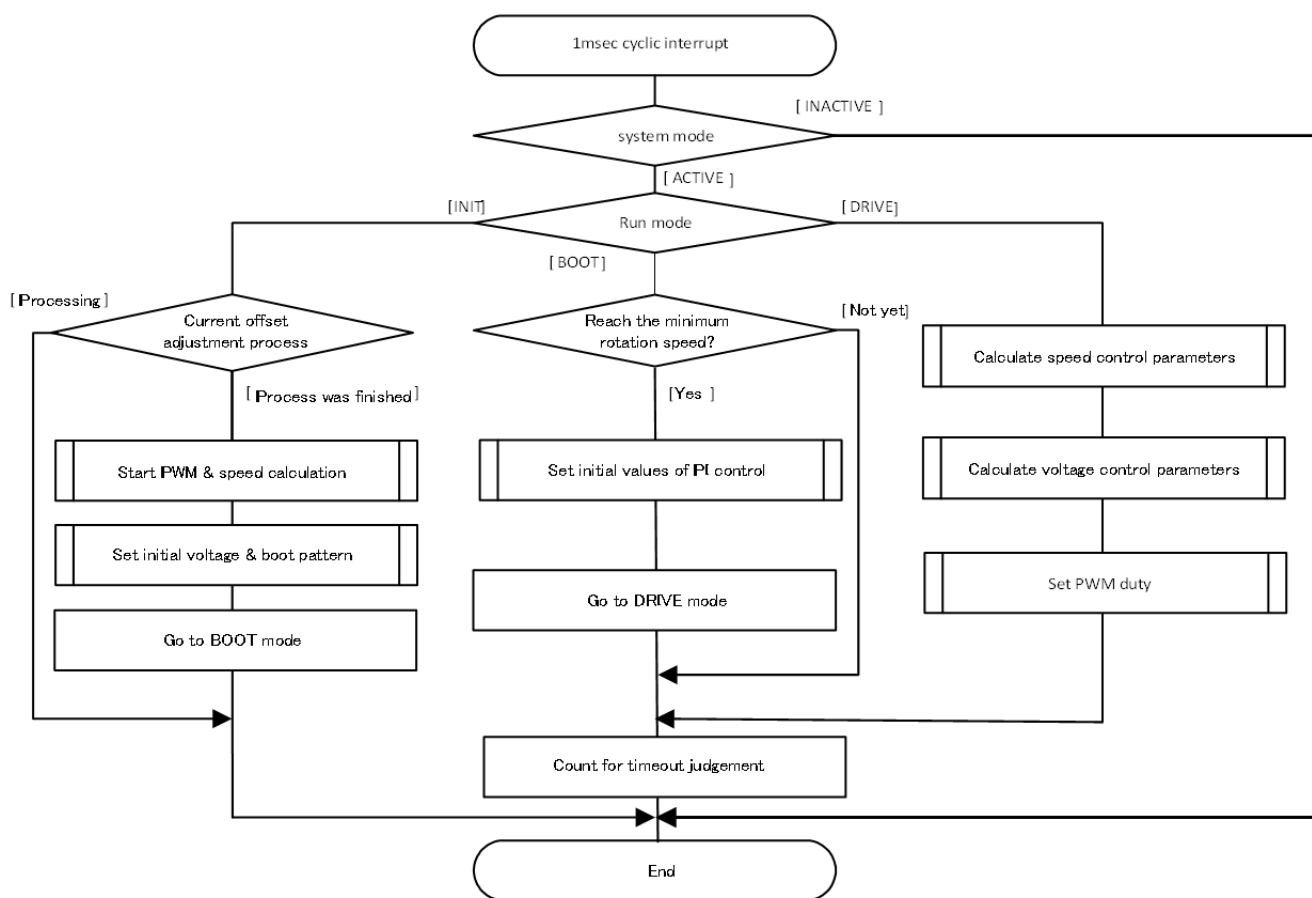 1msec cyclic interrupt
[ INACTIVE ]
system mode
[ ACTIVE ]
[INIT]
Run mode
[ DRIVE]
[ BOOT ]
[ Processing ]
Current offset
adjustment process
Reach the minimum
rotation speed?
[Not yet]
[ Process was finished]
[Yes ]
Calculate speed control parameters
Start PWM & speed calculation
Set initial values of PI control
Calculate voltage control parameters
Set initial voltage & boot pattern
Go to DRIVE mode
Set PWM duty
Go to BOOT mode
Count for timeout judgement
End